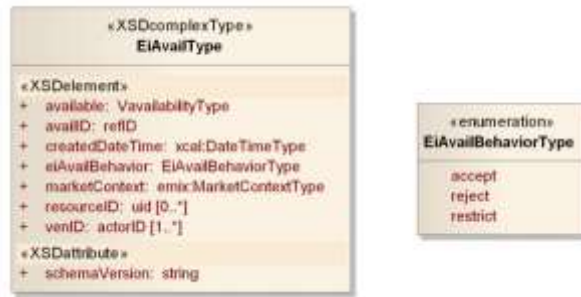 «XSDcomplexType»
EiAvailType
«XSDelement»
+ available: VavailabilityType
+ availID: refID
+ createdDateTime: xcal:DateTimeType
+ eiAvailBehavior: EiAvailBehaviorType
+ marketContext: emix:MarketContextType
+ resourceID: uid [0..*]
+ venID: actorID [1..*]
«XSDattribute»
+ schemaVersion: string
«enumeration»
EiAvailBehaviorType
accept
reject
restrict